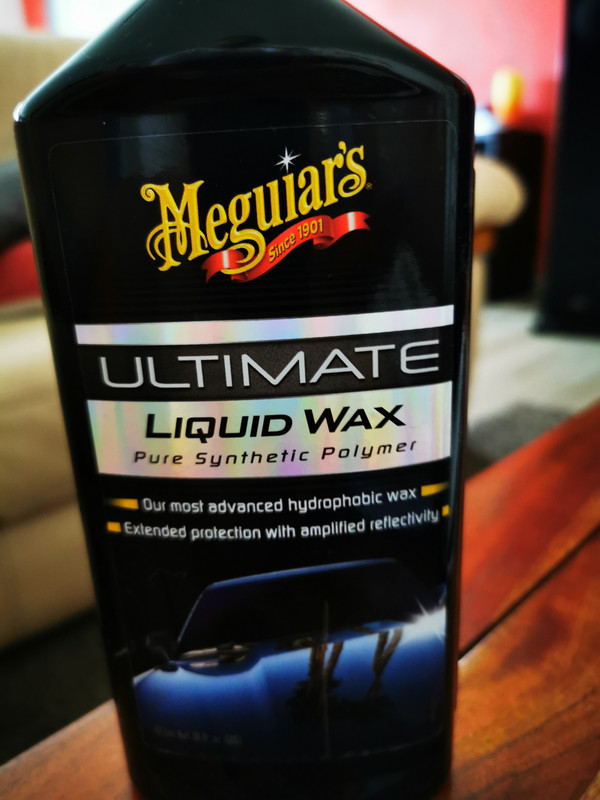 Meguiar's
Since 1901
ULTIMATE
LIQUID WAX
Pure Synthetic Polymer
Our most advanced hydrophobic wax
Extended protection with amplified reflectivity